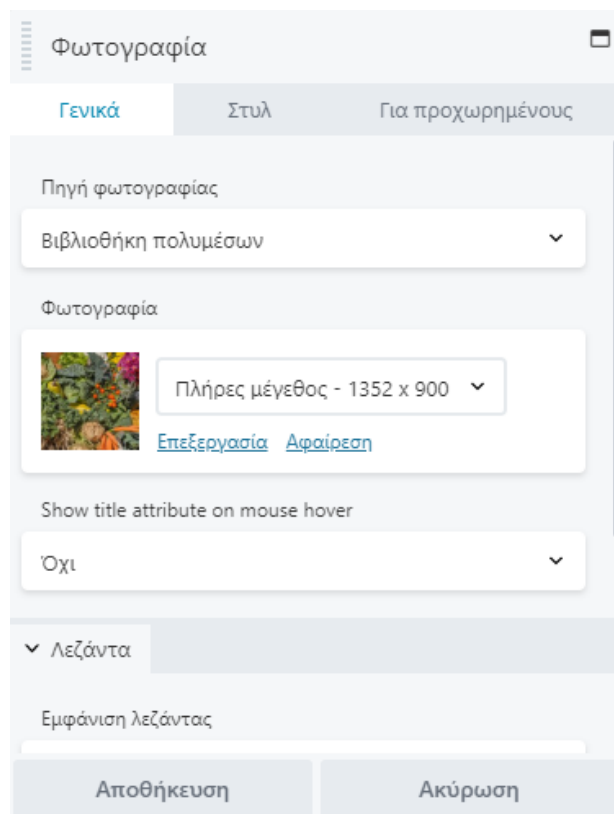 Φωτογραφία
Γενικά Στυλ Για προχωρημένους
Πηγή φωτογραφίας
Βιβλιοθήκη πολυμέσων
Φωτογραφία
Πλήρες μέγεθος - 1352 x 900
Επεξεργασία Αφαίρεση
Show title attribute on mouse hover
Όχι
Λεζάντα
Εμφάνιση λεζάντας
Αποθήκευση Ακύρωση